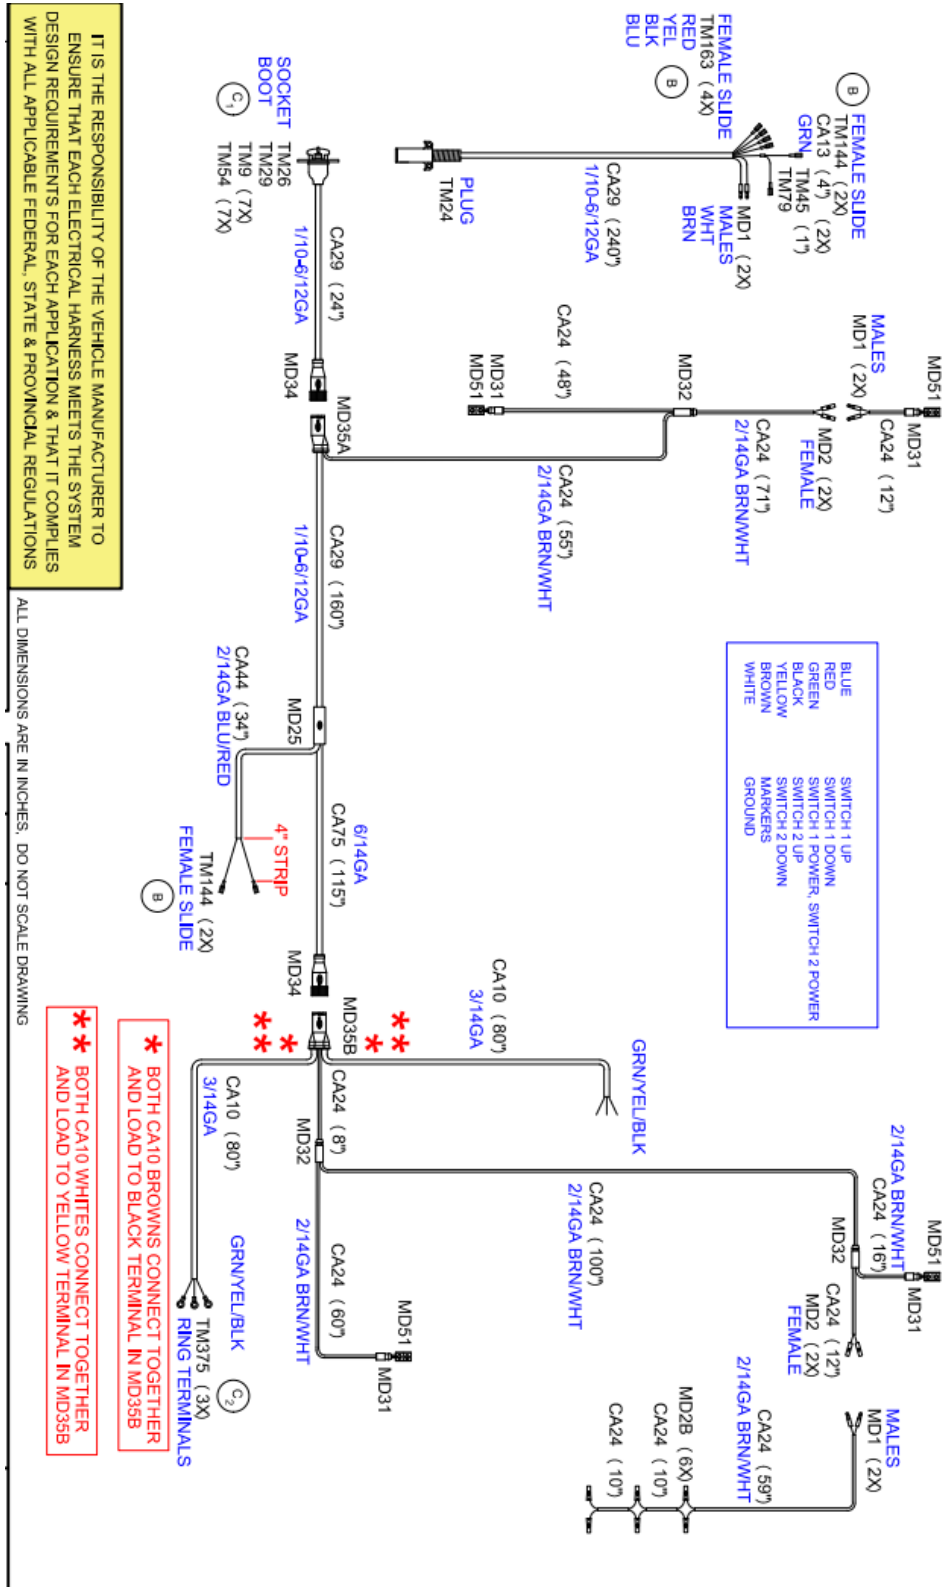 FEMALE SLIDE
TM144 (2X)
CA13 (4") (2X)
GRN
TM45 (1")
TM79
B
FEMALE SLIDE
TM163 (4X)
RED
YEL
BLK
BLU
B
MD1 (2X)
MALES
WHT
BRN
CA29 (240")
1/10-6/12GA
PLUG
TM24
SOCKET TM26
BOOT TM29
TM9 (7X)
TM54 (7X)
C1
CA29 (24")
1/10-6/12GA
MD34
MD35A
MD51
MD31
CA24 (12")
MALES
MD1 (2X)
MD2 (2X)
FEMALE
CA24 (71")
2/14GA BRN/WHT
MD32
CA24 (48")
MD31
MD51
CA24 (55")
2/14GA BRN/WHT
CA29 (160")
1/10-6/12GA
MD25
CA44 (34")
2/14GA BLU/RED
4" STRIP
TM144 (2X)
FEMALE SLIDE
B
6/14GA
CA75 (115")
MD34
MD35B
BLUE SWITCH 1 UP
RED SWITCH 1 DOWN
GREEN SWITCH 1 POWER, SWITCH 2 POWER
BLACK SWITCH 2 UP
YELLOW SWITCH 2 DOWN
BROWN MARKERS
WHITE GROUND
CA10 (80")
3/14GA
GRN/YEL/BLK
**
*
*
**
CA24 (8")
MD32
CA10 (80")
3/14GA
GRN/YEL/BLK
TM375 (3X)
RING TERMINALS
C2
CA24 (60")
2/14GA BRN/WHT
MD51
MD31
CA24 (100")
2/14GA BRN/WHT
MD51
MD31
2/14GA BRN/WHT
CA24 (16")
MD32
CA24 (12")
MD2 (2X)
FEMALE
MALES
MD1 (2X)
CA24 (59")
2/14GA BRN/WHT
MD2B (6X)
CA24 (10")
CA24 (10")
* BOTH CA10 BROWNS CONNECT TOGETHER
AND LOAD TO BLACK TERMINAL IN MD35B
** BOTH CA10 WHITES CONNECT TOGETHER
AND LOAD TO YELLOW TERMINAL IN MD35B
IT IS THE RESPONSIBILITY OF THE VEHICLE MANUFACTURER TO
ENSURE THAT EACH ELECTRICAL HARNESS MEETS THE SYSTEM
DESIGN REQUIREMENTS FOR EACH APPLICATION & THAT IT COMPLIES
WITH ALL APPLICABLE FEDERAL, STATE & PROVINCIAL REGULATIONS
ALL DIMENSIONS ARE IN INCHES, DO NOT SCALE DRAWING